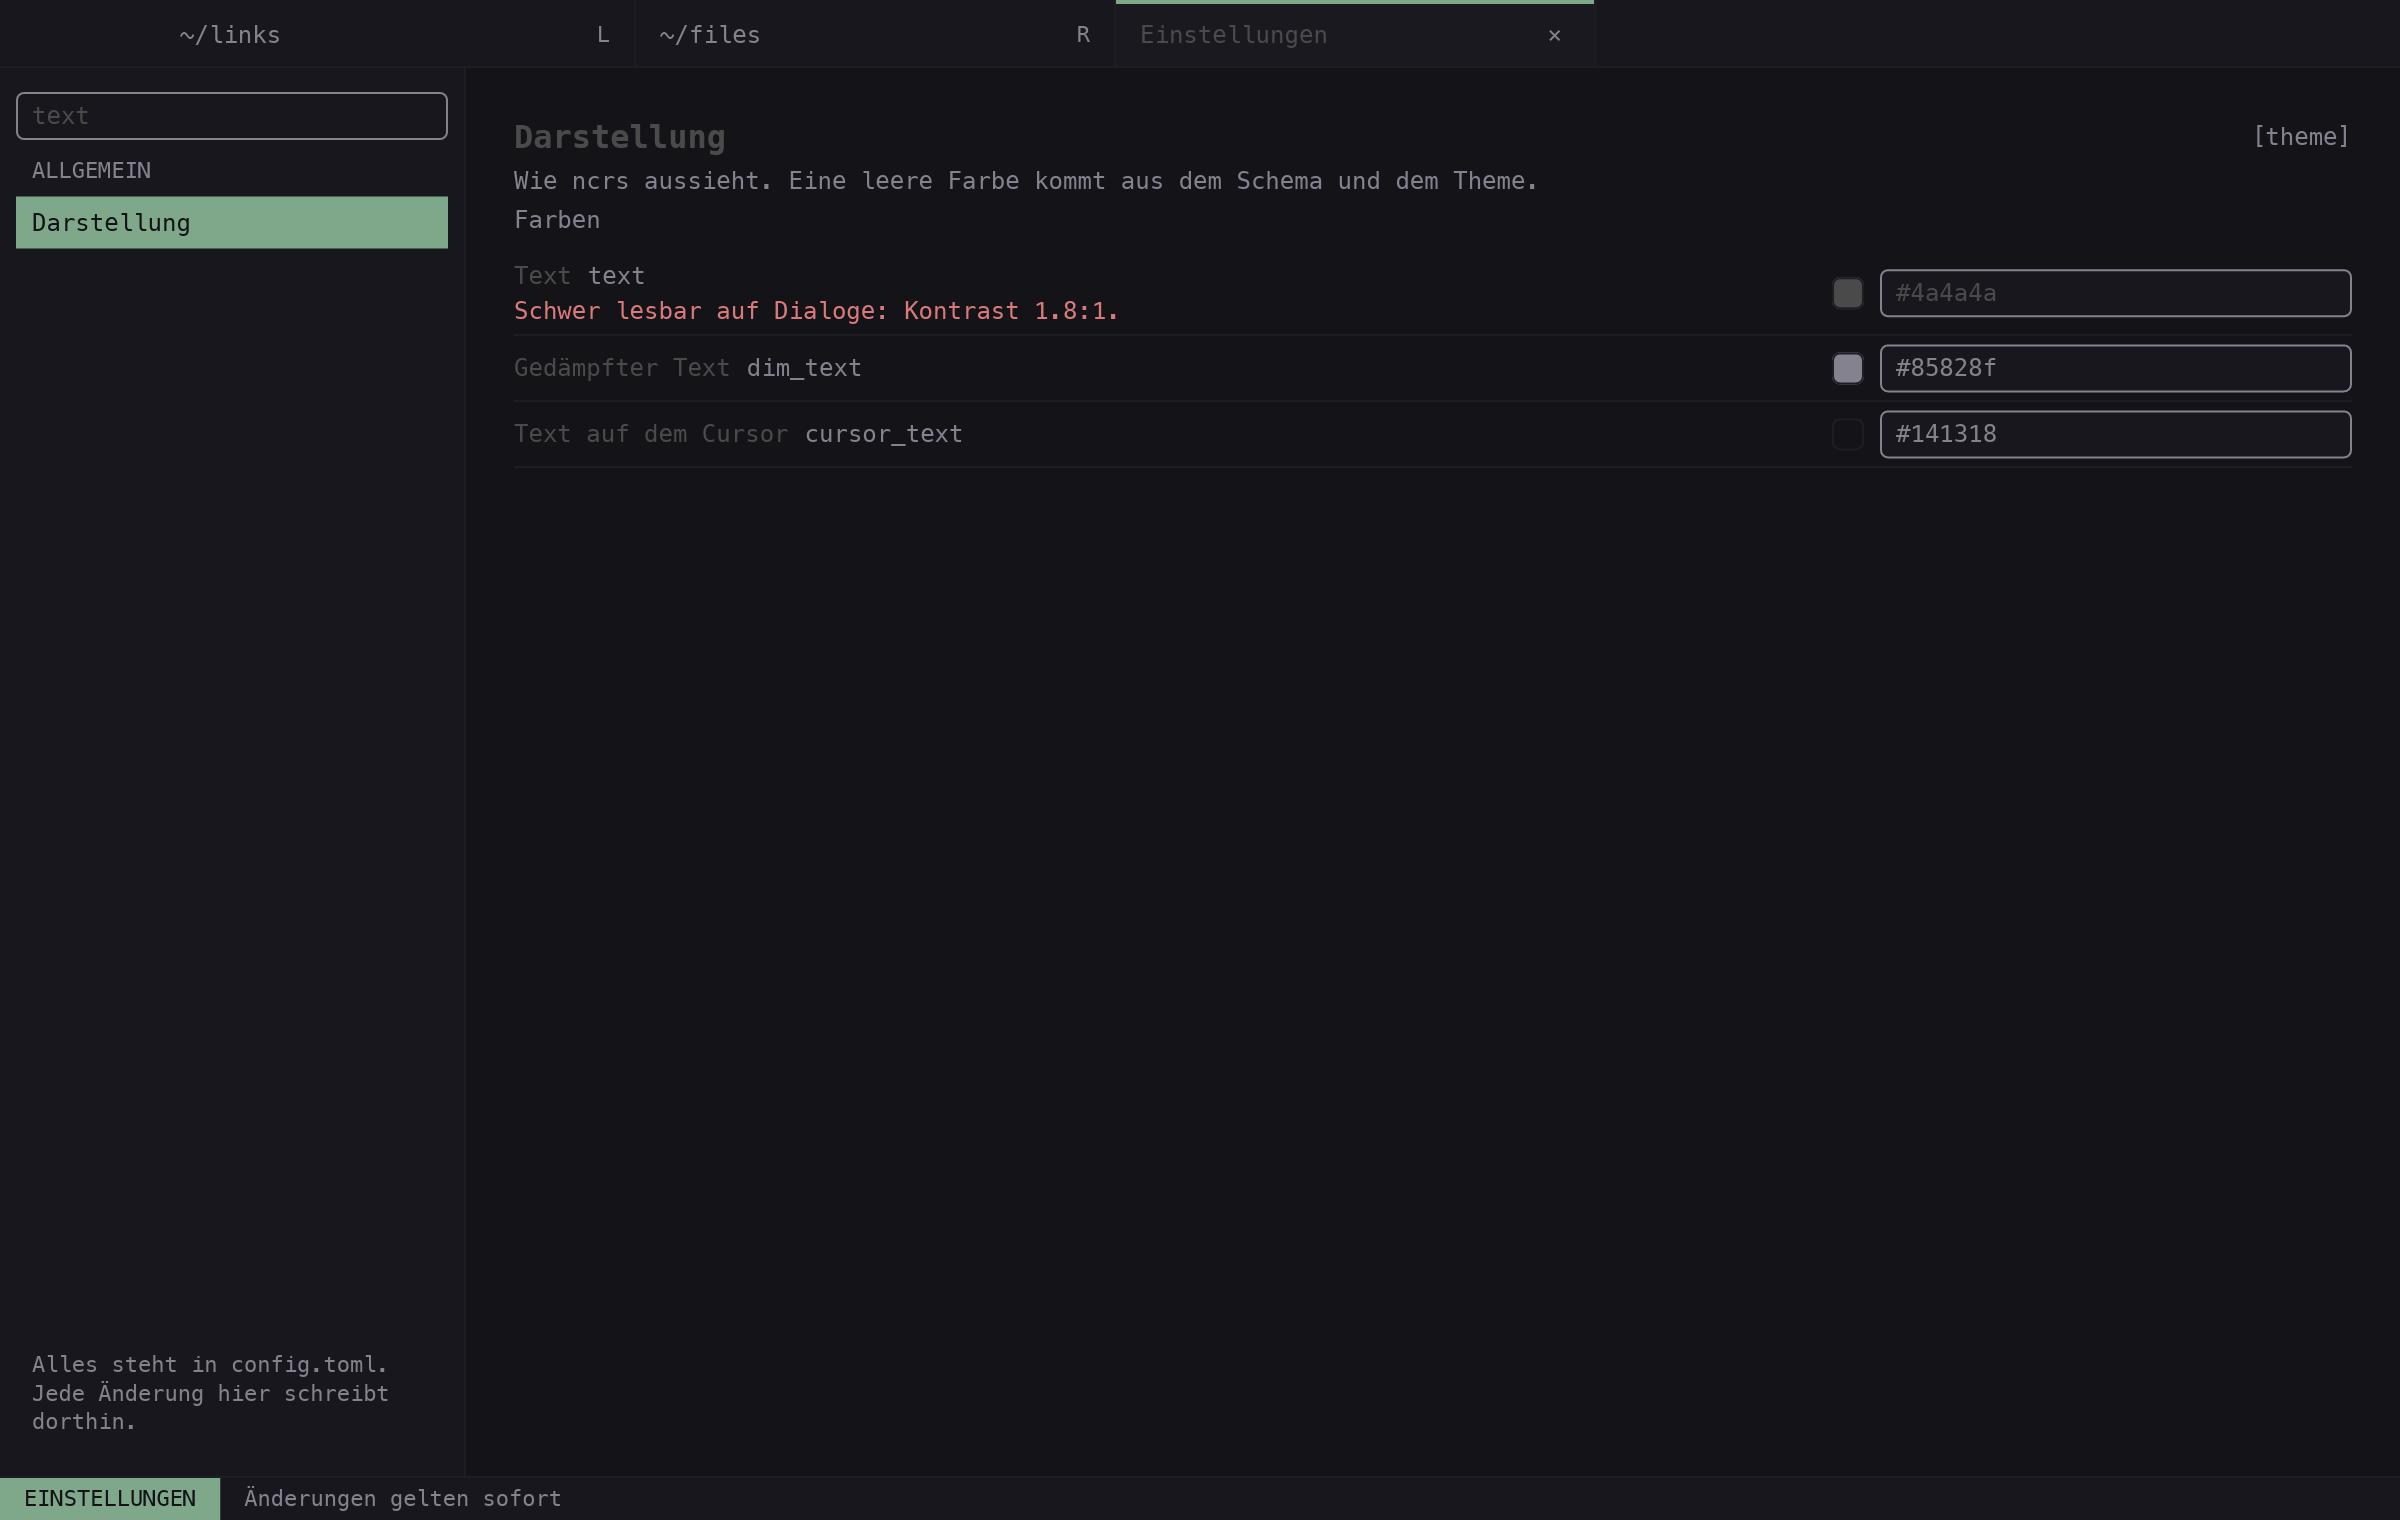 ~/links L ~/files R Einstellungen ×
text
ALLGEMEIN
Darstellung
Alles steht in config.toml.
Jede Änderung hier schreibt
dorthin.
Darstellung [theme]
Wie ncrs aussieht. Eine leere Farbe kommt aus dem Schema und dem Theme.
Farben
Text text #4a4a4a
Schwer lesbar auf Dialoge: Kontrast 1.8:1.
Gedämpfter Text dim_text #85828f
Text auf dem Cursor cursor_text #141318
EINSTELLUNGEN Änderungen gelten sofort